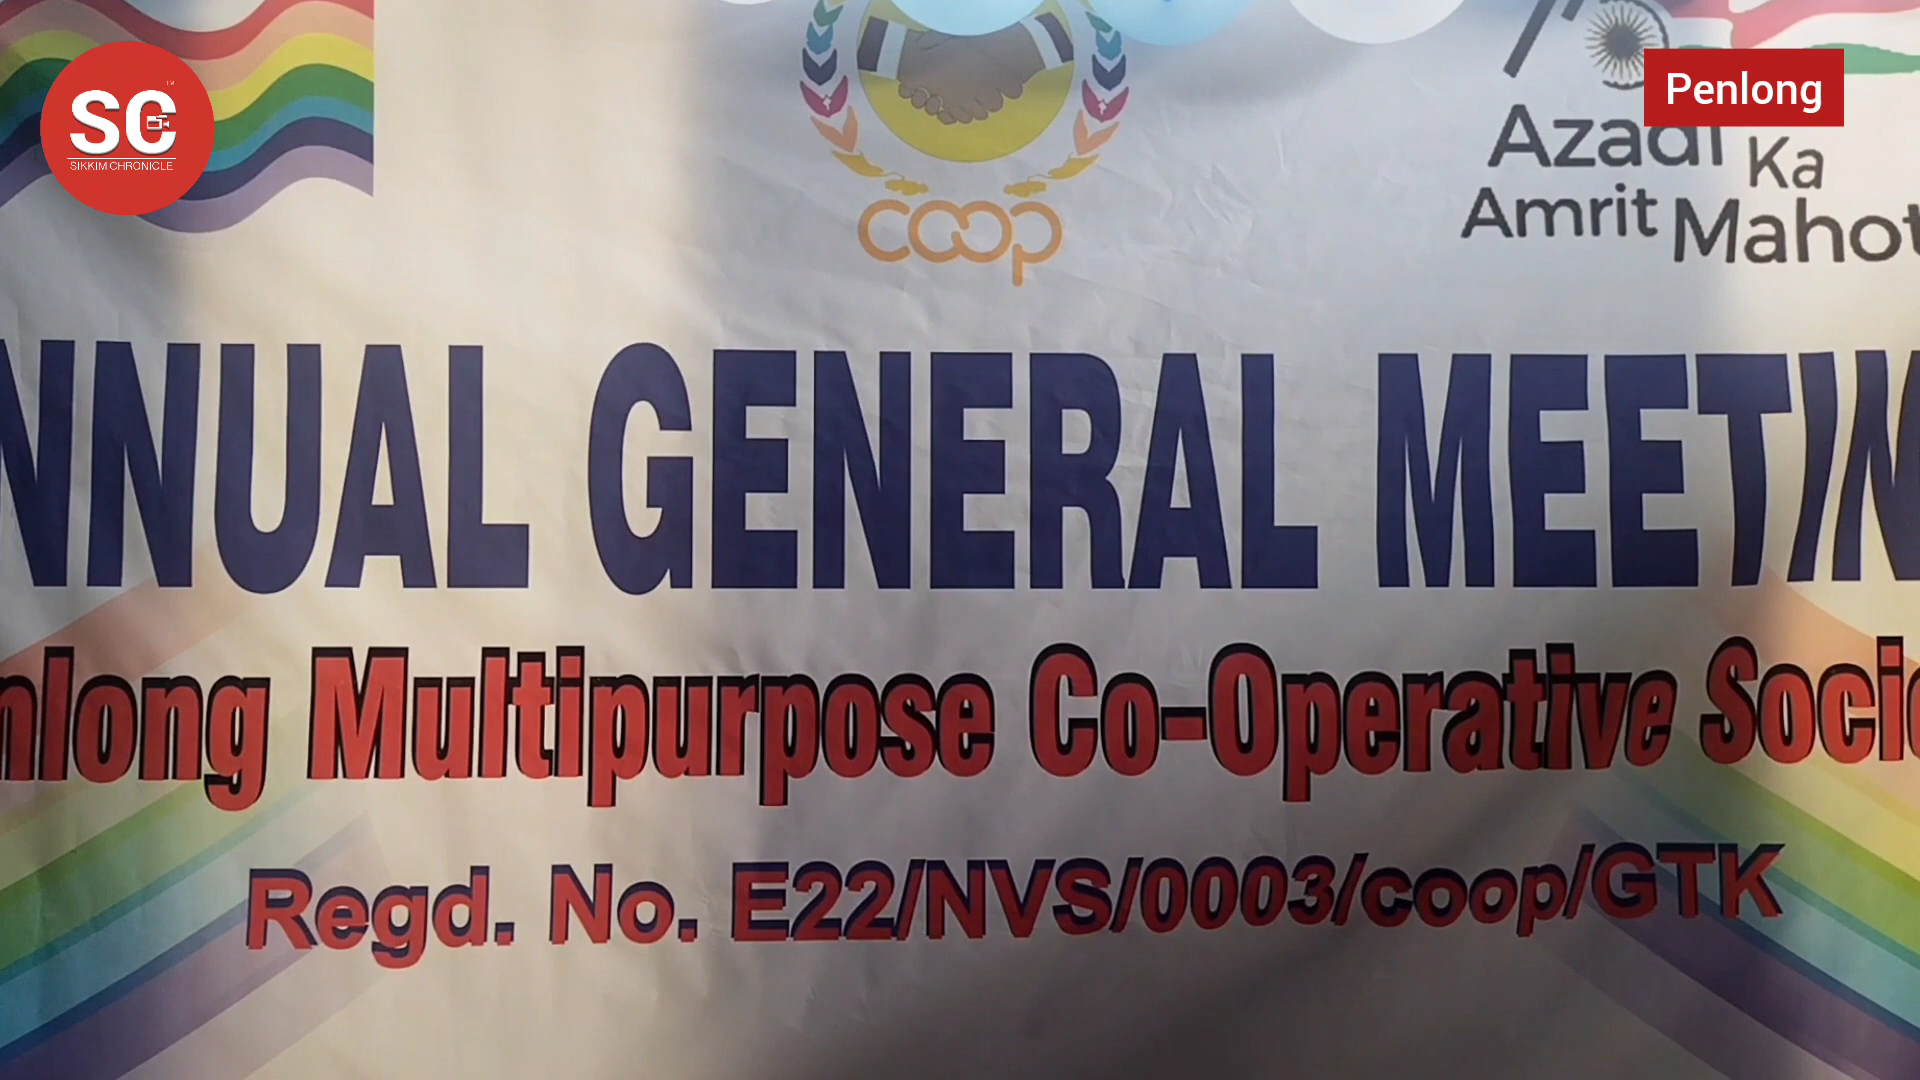 SC
SIKKIM CHRONICLE
Penlong
coop
Azadi Ka
Amrit Mahot
NNUAL GENERAL MEETIN
nlong Multipurpose Co-Operative Socie
Regd. No. E22/NVS/0003/coop/GTK